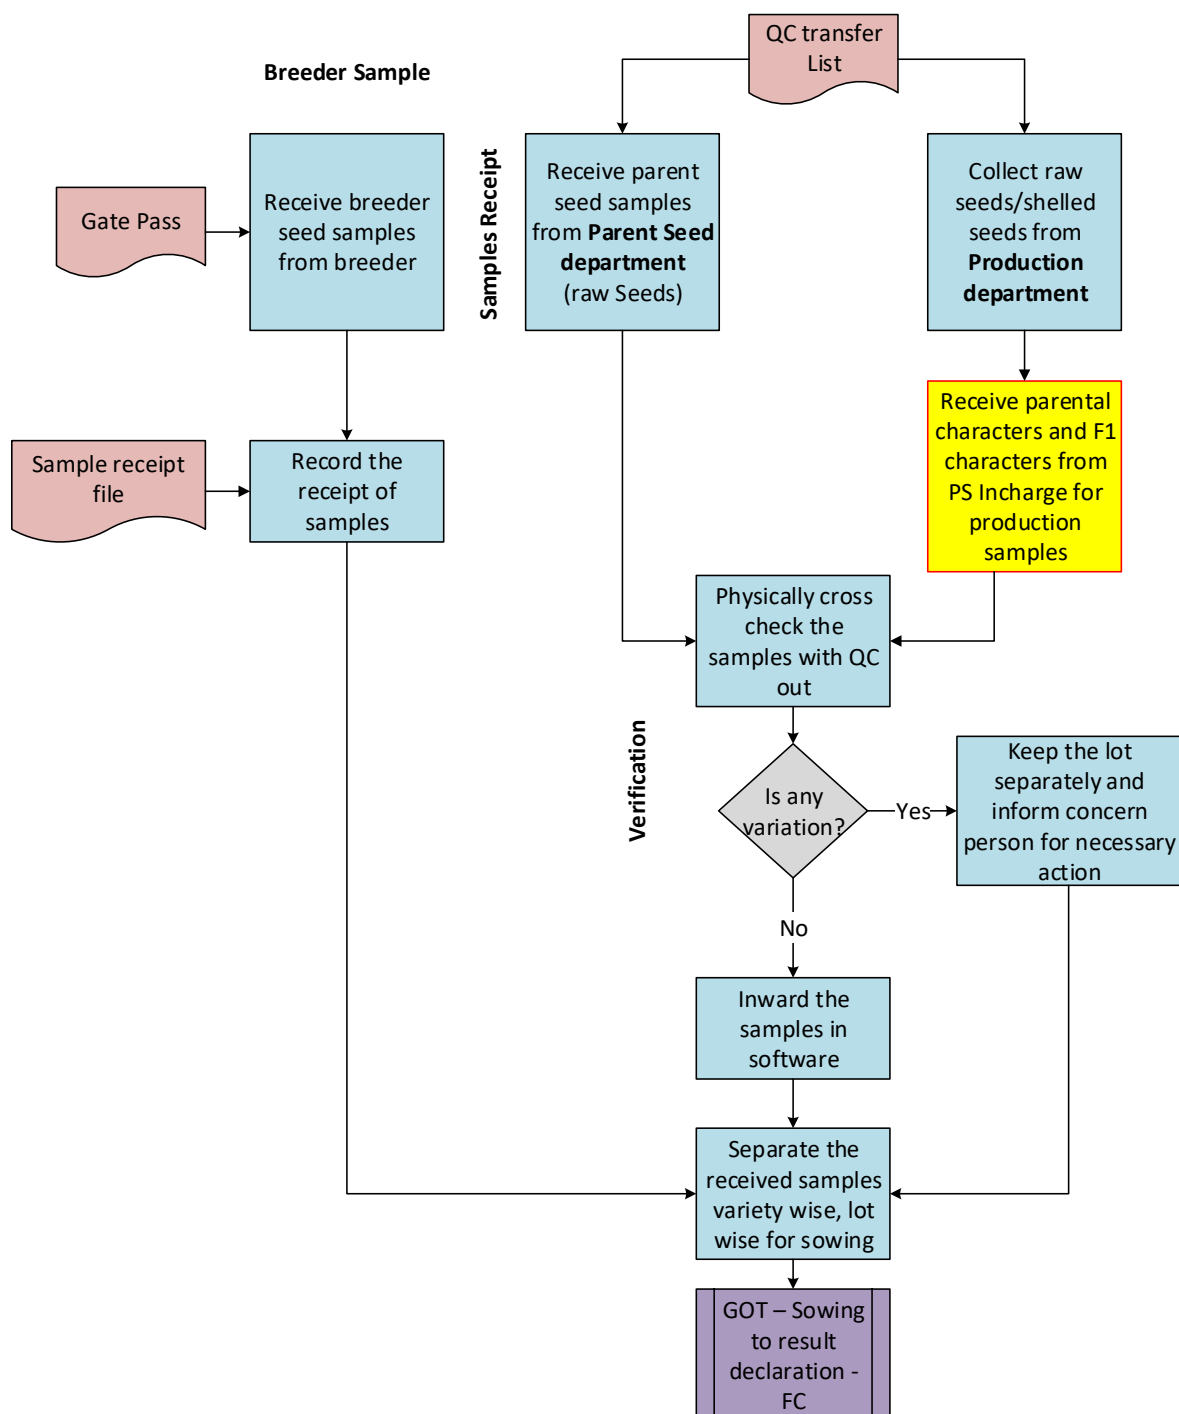 QC transfer
List
Breeder Sample
Samples Receipt
Gate Pass
Receive breeder
seed samples
from breeder
Receive parent
seed samples
from Parent Seed
department
(raw Seeds)
Collect raw
seeds/shelled
seeds from
Production
department
Sample receipt
file
Record the
receipt of
samples
Receive parental
characters and F1
characters from
PS Incharge for
production
samples
Physically cross
check the
samples with QC
out
Verification
Is any
variation?
Yes
Keep the lot
separately and
inform concern
person for necessary
action
No
Inward the
samples in
software
Separate the
received samples
variety wise, lot
wise for sowing
GOT – Sowing
to result
declaration -
FC